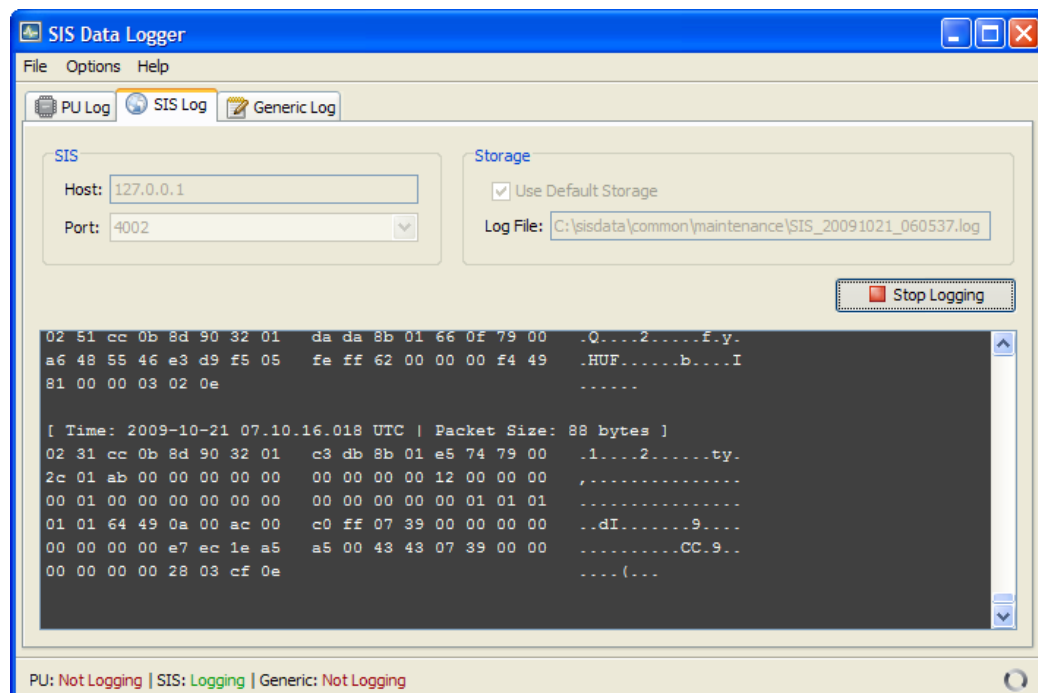 SIS Data Logger
File Options Help
PU Log SIS Log Generic Log
SIS
Host: 127.0.0.1
Port: 4002
Storage
Use Default Storage
Log File: C:\sisdata\common\maintenance\SIS_20091021_060537.log
Stop Logging
02 51 cc 0b 8d 90 32 01 da da 8b 01 66 0f 79 00 .Q....2.....f.y.
a6 48 55 46 e3 d9 f5 05 fe ff 62 00 00 00 f4 49 .HUF......b....I
81 00 00 03 02 0e ......
[ Time: 2009-10-21 07.10.16.018 UTC | Packet Size: 88 bytes ]
02 31 cc 0b 8d 90 32 01 c3 db 8b 01 e5 74 79 00 .1....2......ty.
2c 01 ab 00 00 00 00 00 00 00 00 00 12 00 00 00 ,...............
00 01 00 00 00 00 00 00 00 00 00 00 00 01 01 01 ................
01 01 64 49 0a 00 ac 00 c0 ff 07 39 00 00 00 00 ..dI.......9....
00 00 00 00 e7 ec 1e a5 a5 00 43 43 07 39 00 00 ..........CC.9..
00 00 00 00 28 03 cf 0e ....(...
PU: Not Logging | SIS: Logging | Generic: Not Logging